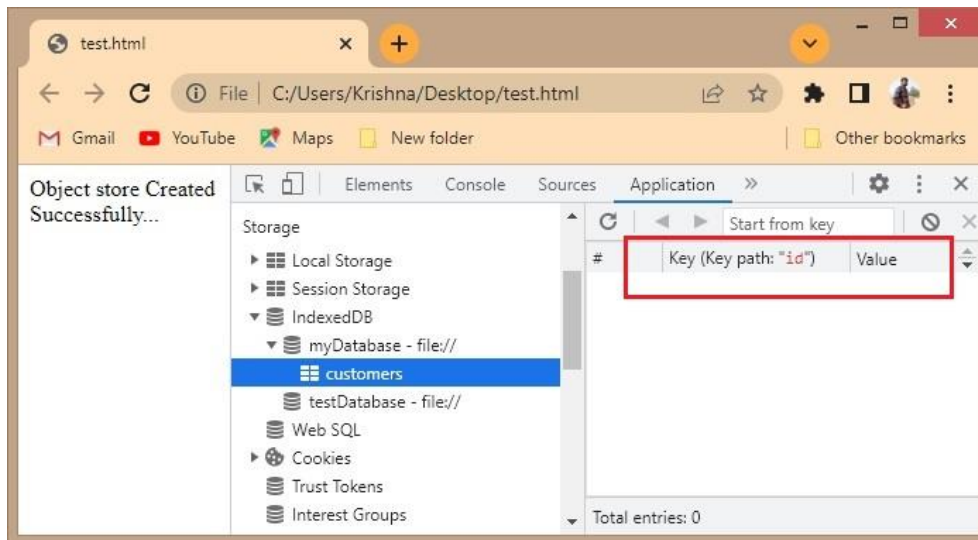 test.html
File | C:/Users/Krishna/Desktop/test.html
Gmail YouTube Maps New folder Other bookmarks
Object store Created
Successfully...
Elements Console Sources Application »
Storage
Local Storage
Session Storage
IndexedDB
myDatabase - file://
customers
testDatabase - file://
Web SQL
Cookies
Trust Tokens
Interest Groups
Start from key
# Key (Key path: "id") Value
Total entries: 0